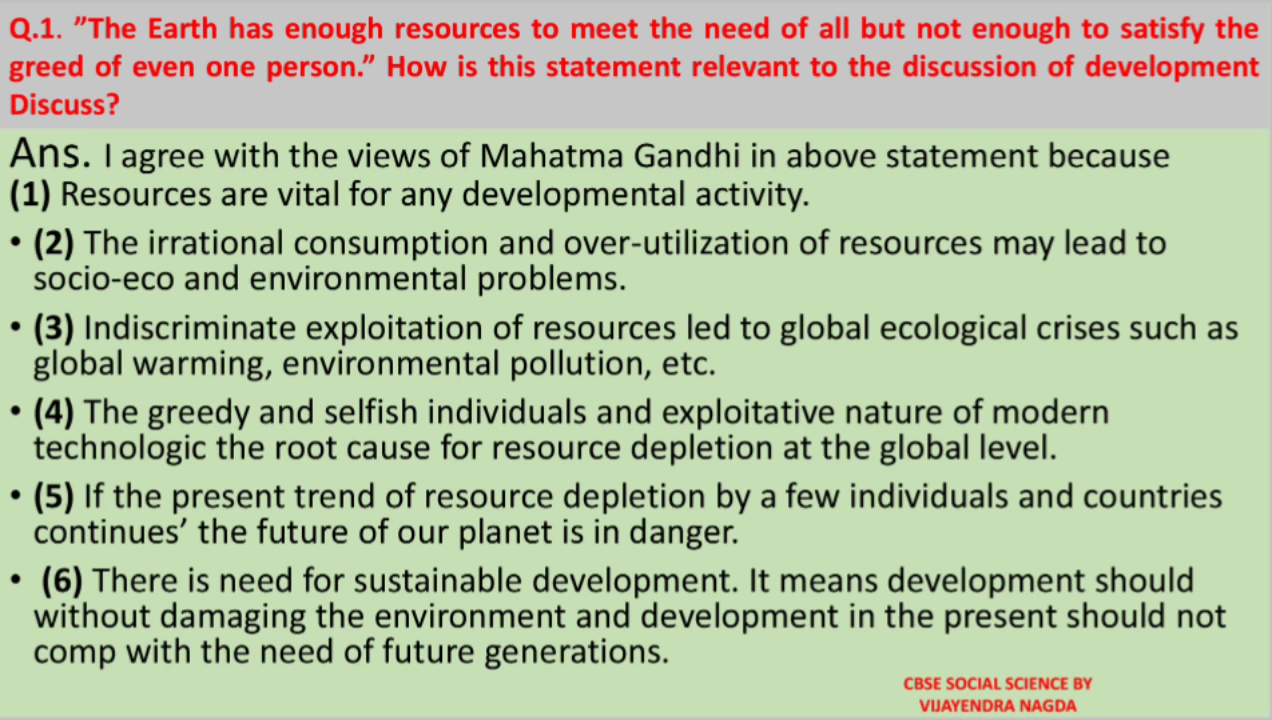 Q.1. ”The Earth has enough resources to meet the need of all but not enough to satisfy the
greed of even one person.” How is this statement relevant to the discussion of development
Discuss?
Ans. I agree with the views of Mahatma Gandhi in above statement because
(1) Resources are vital for any developmental activity.
• (2) The irrational consumption and over-utilization of resources may lead to
socio-eco and environmental problems.
• (3) Indiscriminate exploitation of resources led to global ecological crises such as
global warming, environmental pollution, etc.
• (4) The greedy and selfish individuals and exploitative nature of modern
technologic the root cause for resource depletion at the global level.
• (5) If the present trend of resource depletion by a few individuals and countries
continues’ the future of our planet is in danger.
• (6) There is need for sustainable development. It means development should
without damaging the environment and development in the present should not
comp with the need of future generations.
CBSE SOCIAL SCIENCE BY
VIJAYENDRA NAGDA